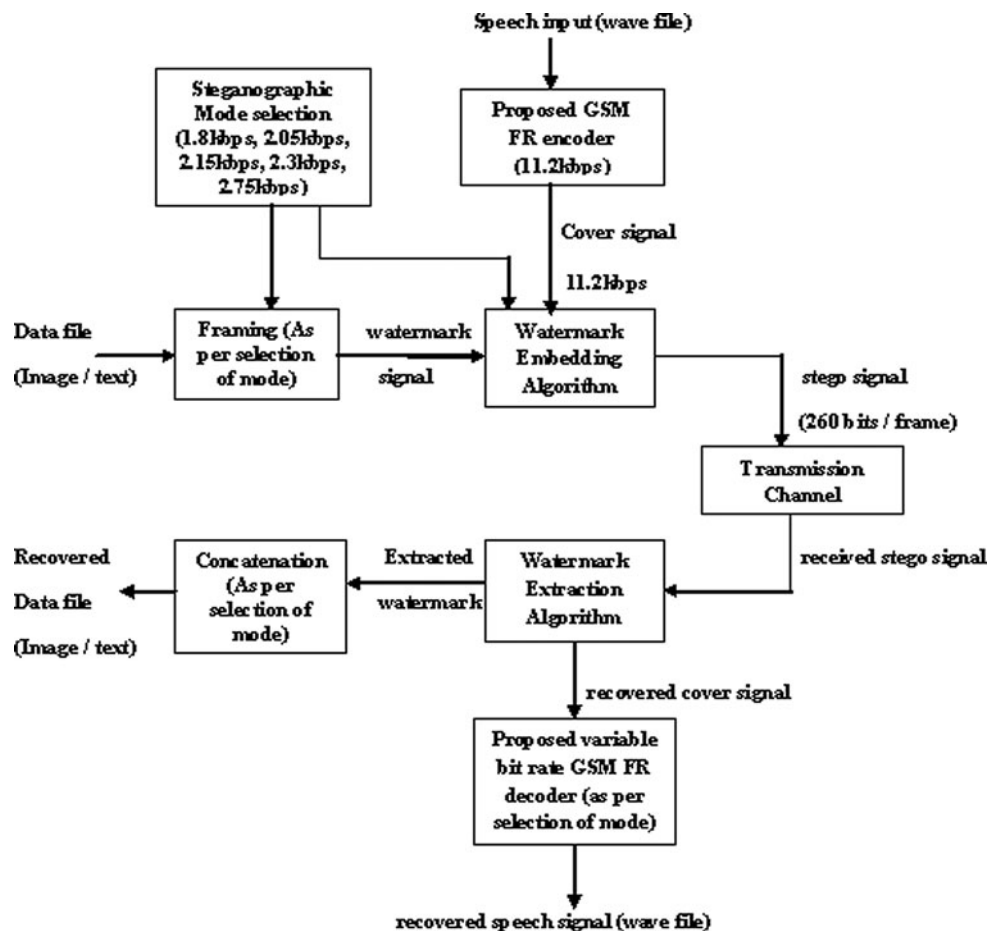 Speech input (wave file)
Steganographic
Mode selection
(1.8kbps, 2.05kbps,
2.15kbps, 2.3kbps,
2.75kbps)
Proposed GSM
FR encoder
(11.2kbps)
Cover signal
11.2kbps
Data file
(Image / text)
Framing (As
per selection
of mode)
watermark
signal
Watermark
Embedding
Algorithm
stego signal
(260 bits / frame)
Transmission
Channel
received stego signal
Watermark
Extraction
Algorithm
Extracted
watermark
Concatenation
(As per
selection of
mode)
Recovered
Data file
(Image / text)
recovered cover signal
Proposed variable
bit rate GSM FR
decoder (as per
selection of mode)
recovered speech signal (wave file)